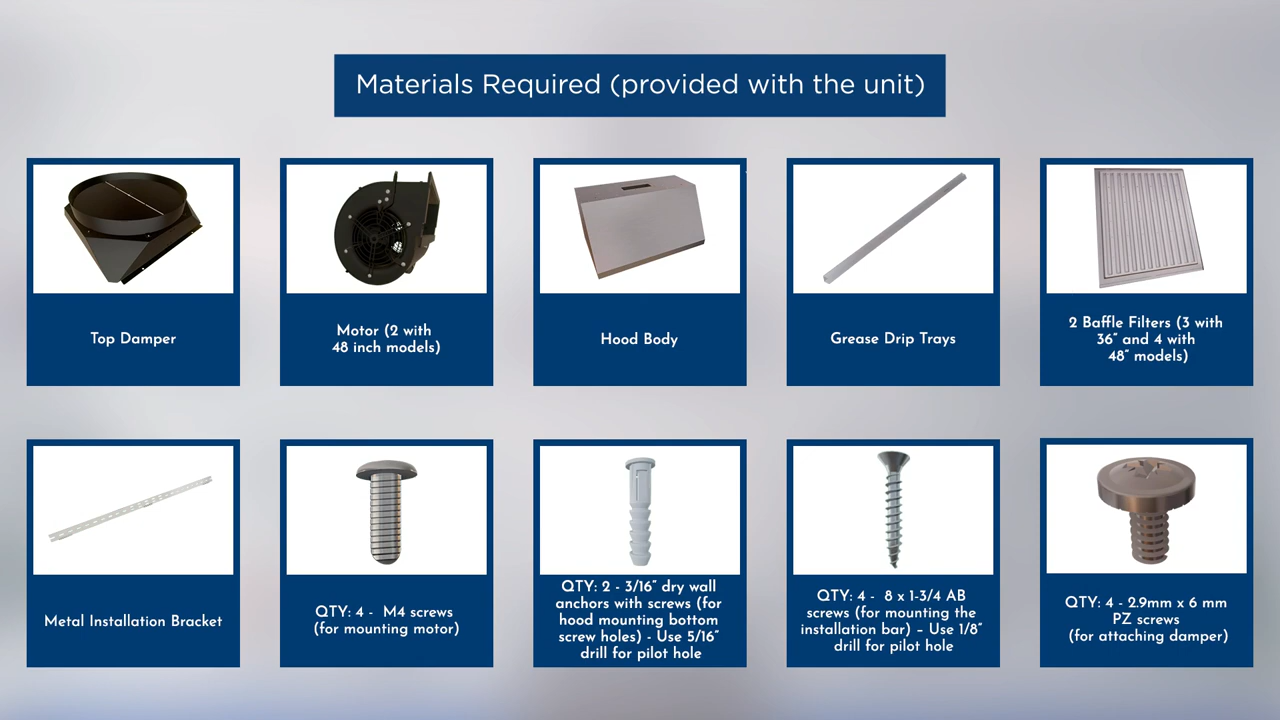 Materials Required (provided with the unit)
Top Damper
Motor (2 with
48 inch models)
Hood Body
Grease Drip Trays
2 Baffle Filters (3 with
36" and 4 with
48" models)
Metal Installation Bracket
QTY: 4 - M4 screws
(for mounting motor)
QTY: 2 - 3/16" dry wall
anchors with screws (for
hood mounting bottom
screw holes) - Use 5/16"
drill for pilot hole
QTY: 4 - 8 x 1-3/4 AB
screws (for mounting the
installation bar) – Use 1/8"
drill for pilot hole
QTY: 4 - 2.9mm x 6 mm
PZ screws
(for attaching damper)